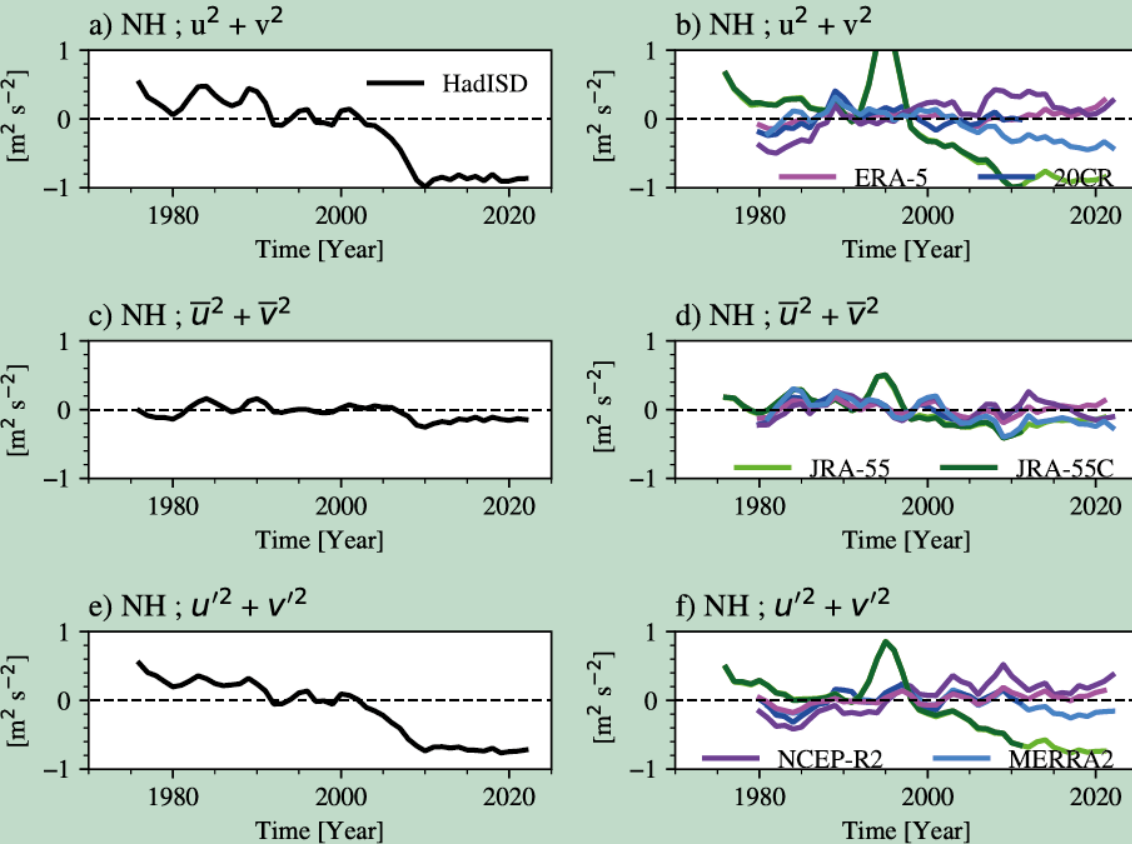 a) NH ; u² + v²
1
0
−1
[m² s⁻²]
HadISD
1980 2000 2020
Time [Year]
b) NH ; u² + v²
1
0
−1
[m² s⁻²]
ERA-5 20CR
1980 2000 2020
Time [Year]
c) NH ; u̅² + v̅²
1
0
−1
[m² s⁻²]
1980 2000 2020
Time [Year]
d) NH ; u̅² + v̅²
1
0
−1
[m² s⁻²]
JRA-55 JRA-55C
1980 2000 2020
Time [Year]
e) NH ; u′² + v′²
1
0
−1
[m² s⁻²]
1980 2000 2020
Time [Year]
f) NH ; u′² + v′²
1
0
−1
[m² s⁻²]
NCEP-R2 MERRA2
1980 2000 2020
Time [Year]